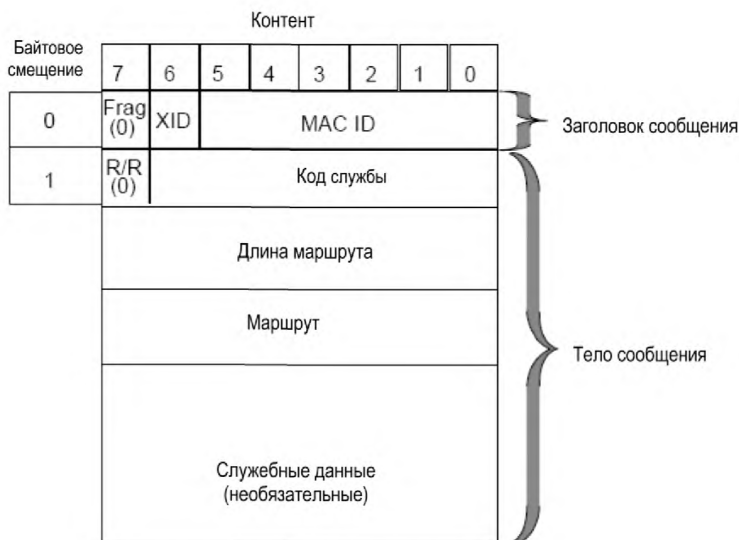 Контент
Байтовое
смещение
7 6 5 4 3 2 1 0
0
Frag
(0)
XID
MAC ID
Заголовок сообщения
1
R/R
(0)
Код службы
Длина маршрута
Маршрут
Тело сообщения
Служебные данные
(необязательные)